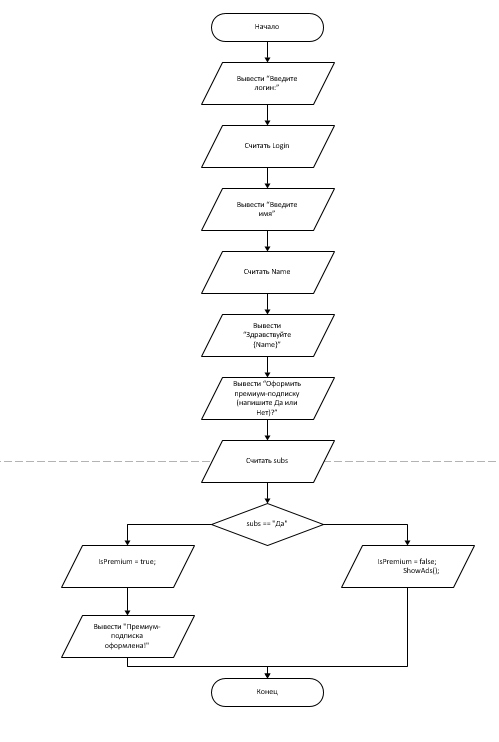 Начало
Вывести "Введите
логин:"
Считать Login
Вывести "Введите
имя"
Считать Name
Вывести
"Здравствуйте
{Name}"
Вывести "Оформить
премиум-подписку
(напишите Да или
Нет)?"
Считать subs
subs == "Да"
IsPremium = true;
IsPremium = false;
ShowAds();
Вывести "Премиум-
подписка
оформлена!"
Конец